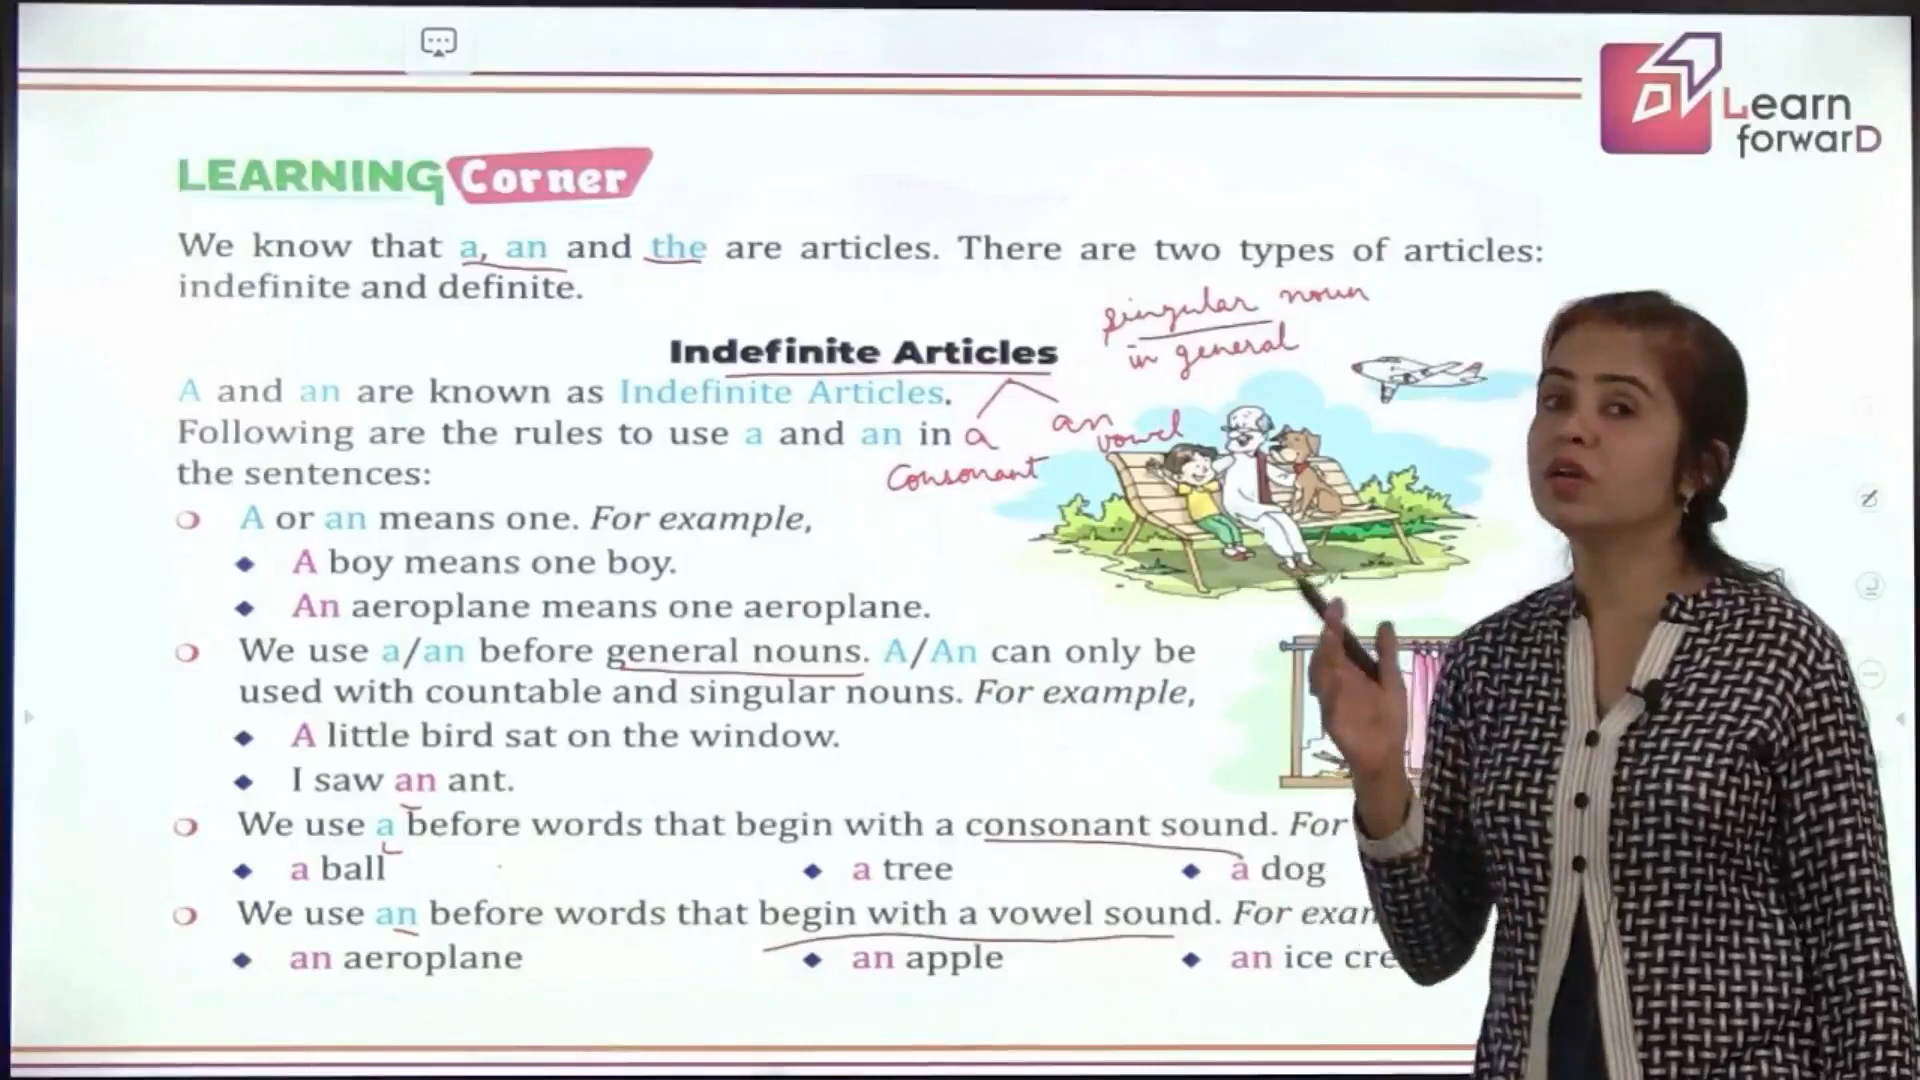 Learn
forwarD
LEARNING Corner
We know that a, an and the are articles. There are two types of articles:
indefinite and definite.
singular noun
in general
Indefinite Articles
A and an are known as Indefinite Articles.
Following are the rules to use a and an in
the sentences:
a an
consonant vowel
A or an means one. For example,
A boy means one boy.
An aeroplane means one aeroplane.
We use a/an before general nouns. A/An can only be
used with countable and singular nouns. For example,
A little bird sat on the window.
I saw an ant.
We use a before words that begin with a consonant sound. For
a ball a tree a dog
We use an before words that begin with a vowel sound. For exam
an aeroplane an apple an ice cre